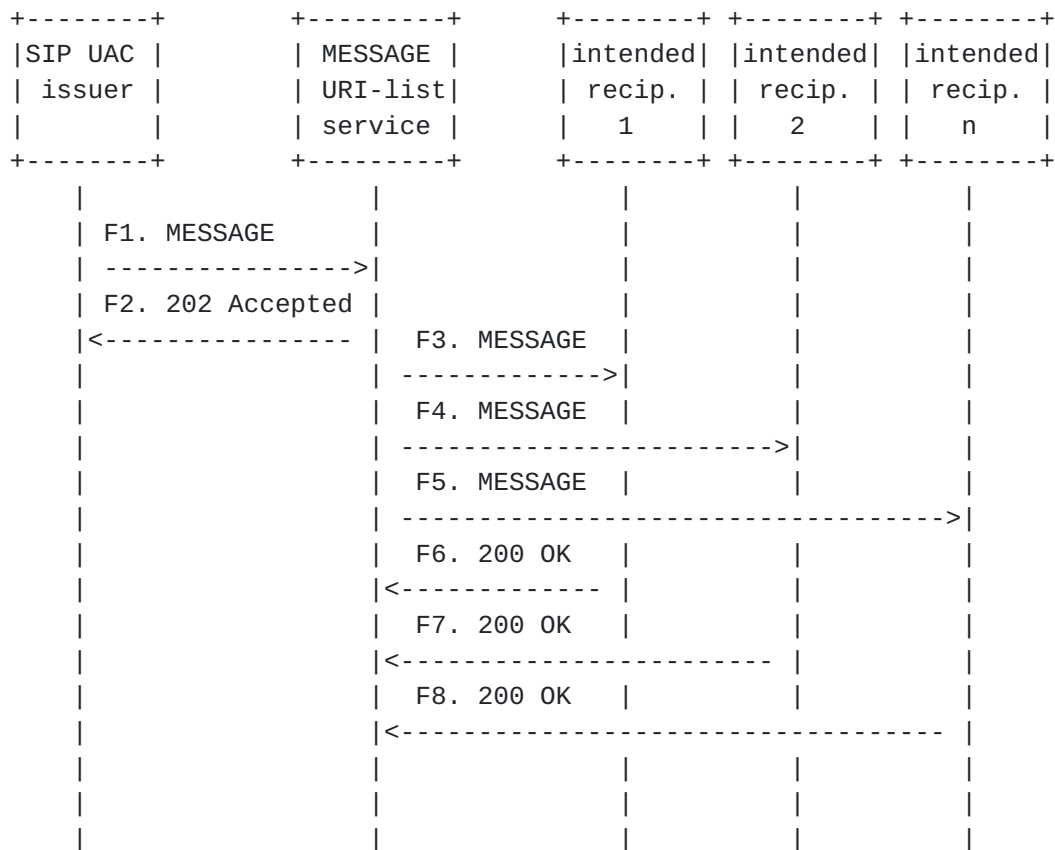 SIP UAC MESSAGE intended intended intended
issuer URI-list recip. recip. recip.
service 1 2 n
F1. MESSAGE
F2. 202 Accepted
F3. MESSAGE
F4. MESSAGE
F5. MESSAGE
F6. 200 OK
F7. 200 OK
F8. 200 OK